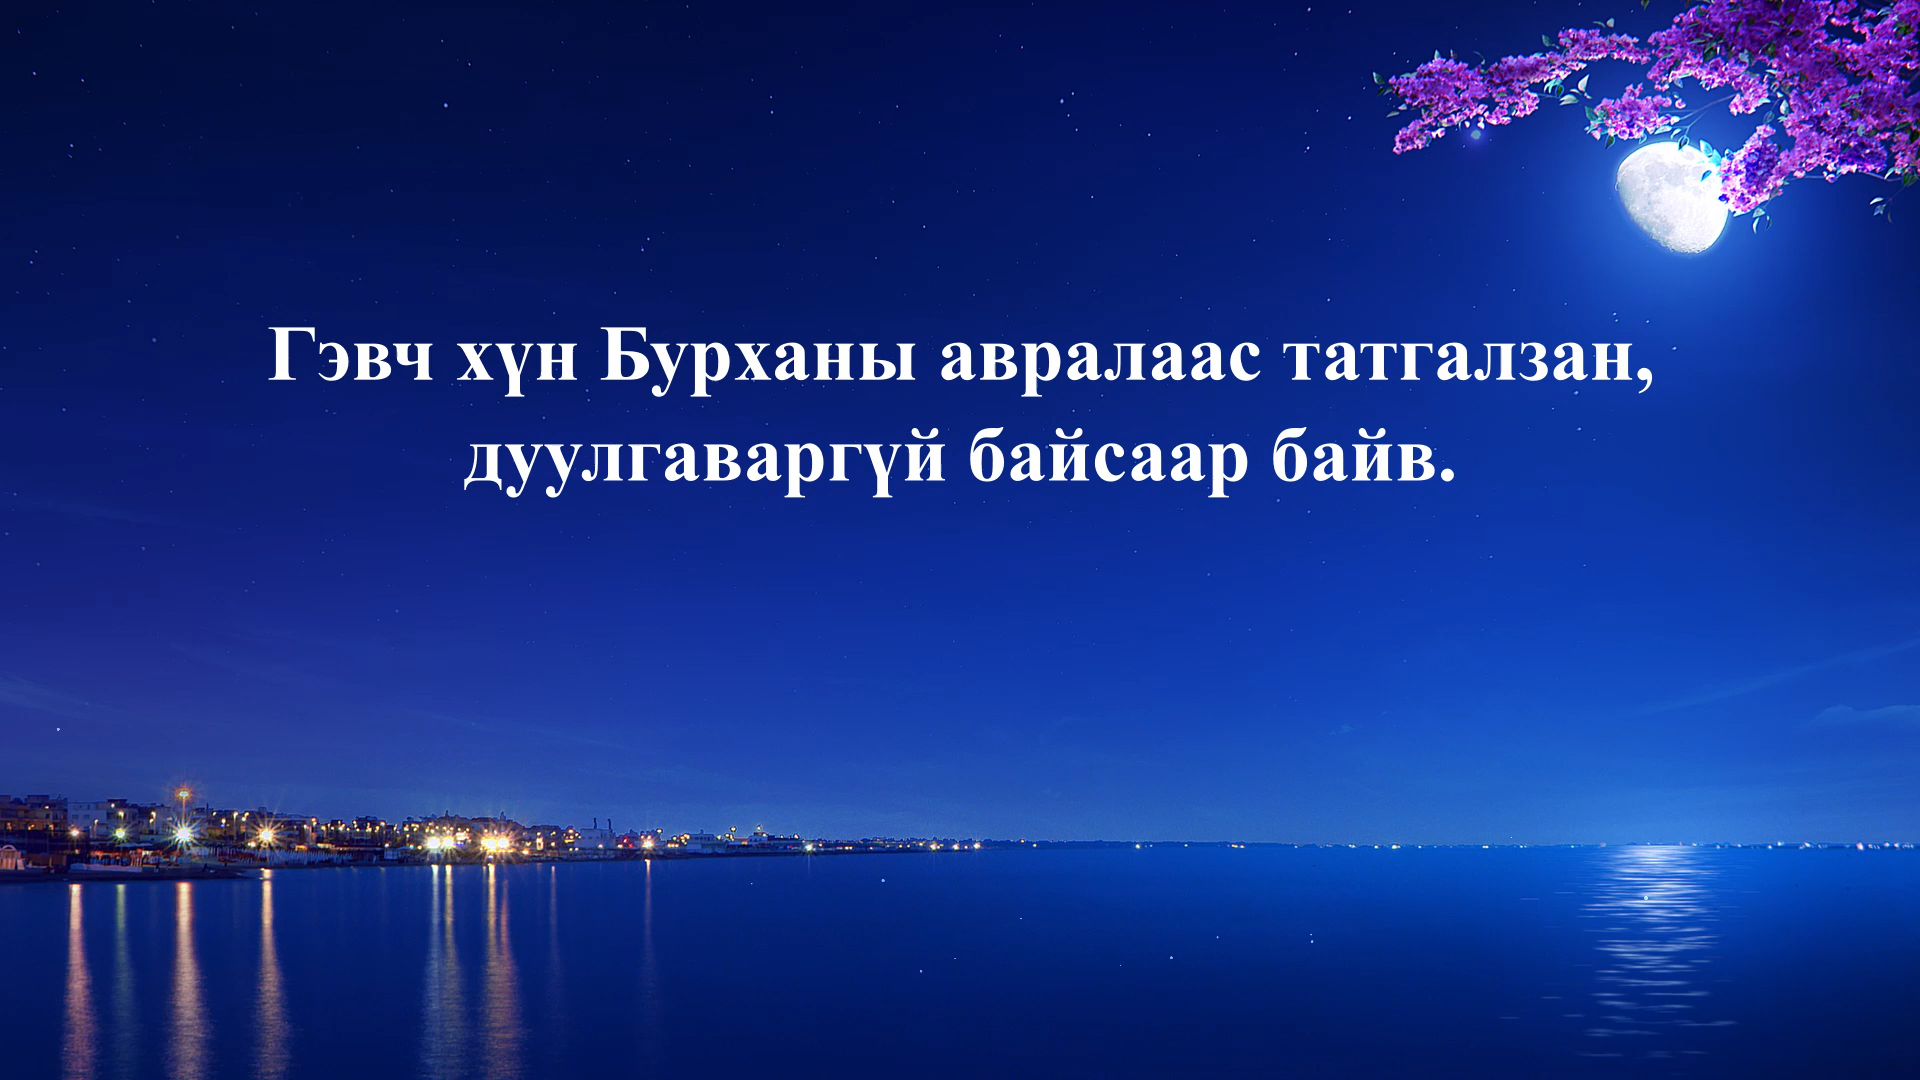 Гэвч хүн Бурханы авралаас татгалзан,
дуулгаваргүй байсаар байв.